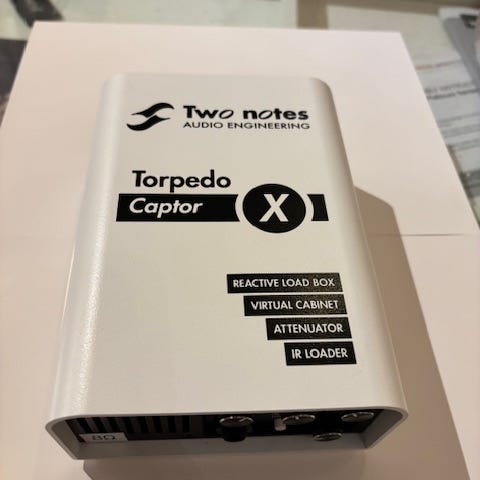 Two notes
AUDIO ENGINEERING
Torpedo
Captor X
REACTIVE LOAD BOX
VIRTUAL CABINET
ATTENUATOR
IR LOADER
8Ω